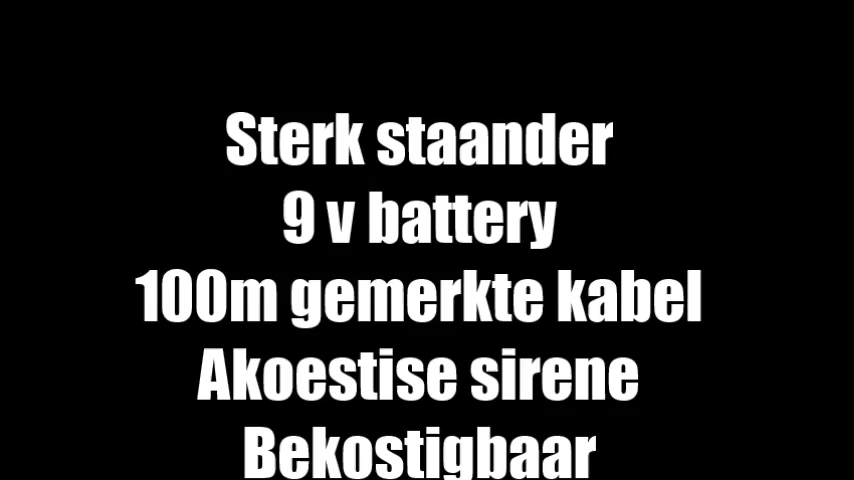 Sterk staander
9 v battery
100m gemerkte kabel
Akoestise sirene
Bekostigbaar